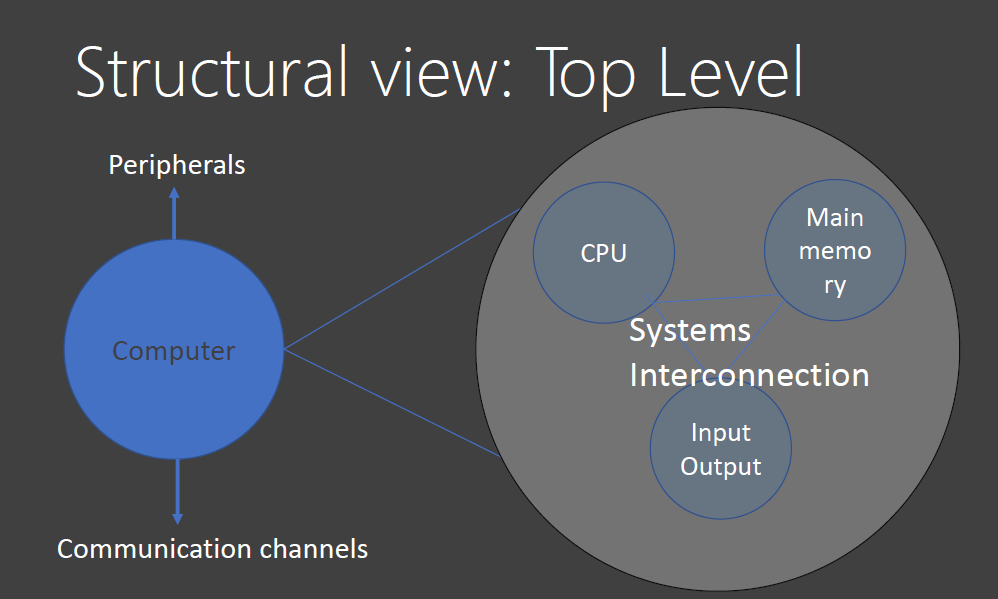 Structural view: Top Level
Peripherals
Computer
Communication channels
CPU
Main
memo
ry
Systems
Interconnection
Input
Output